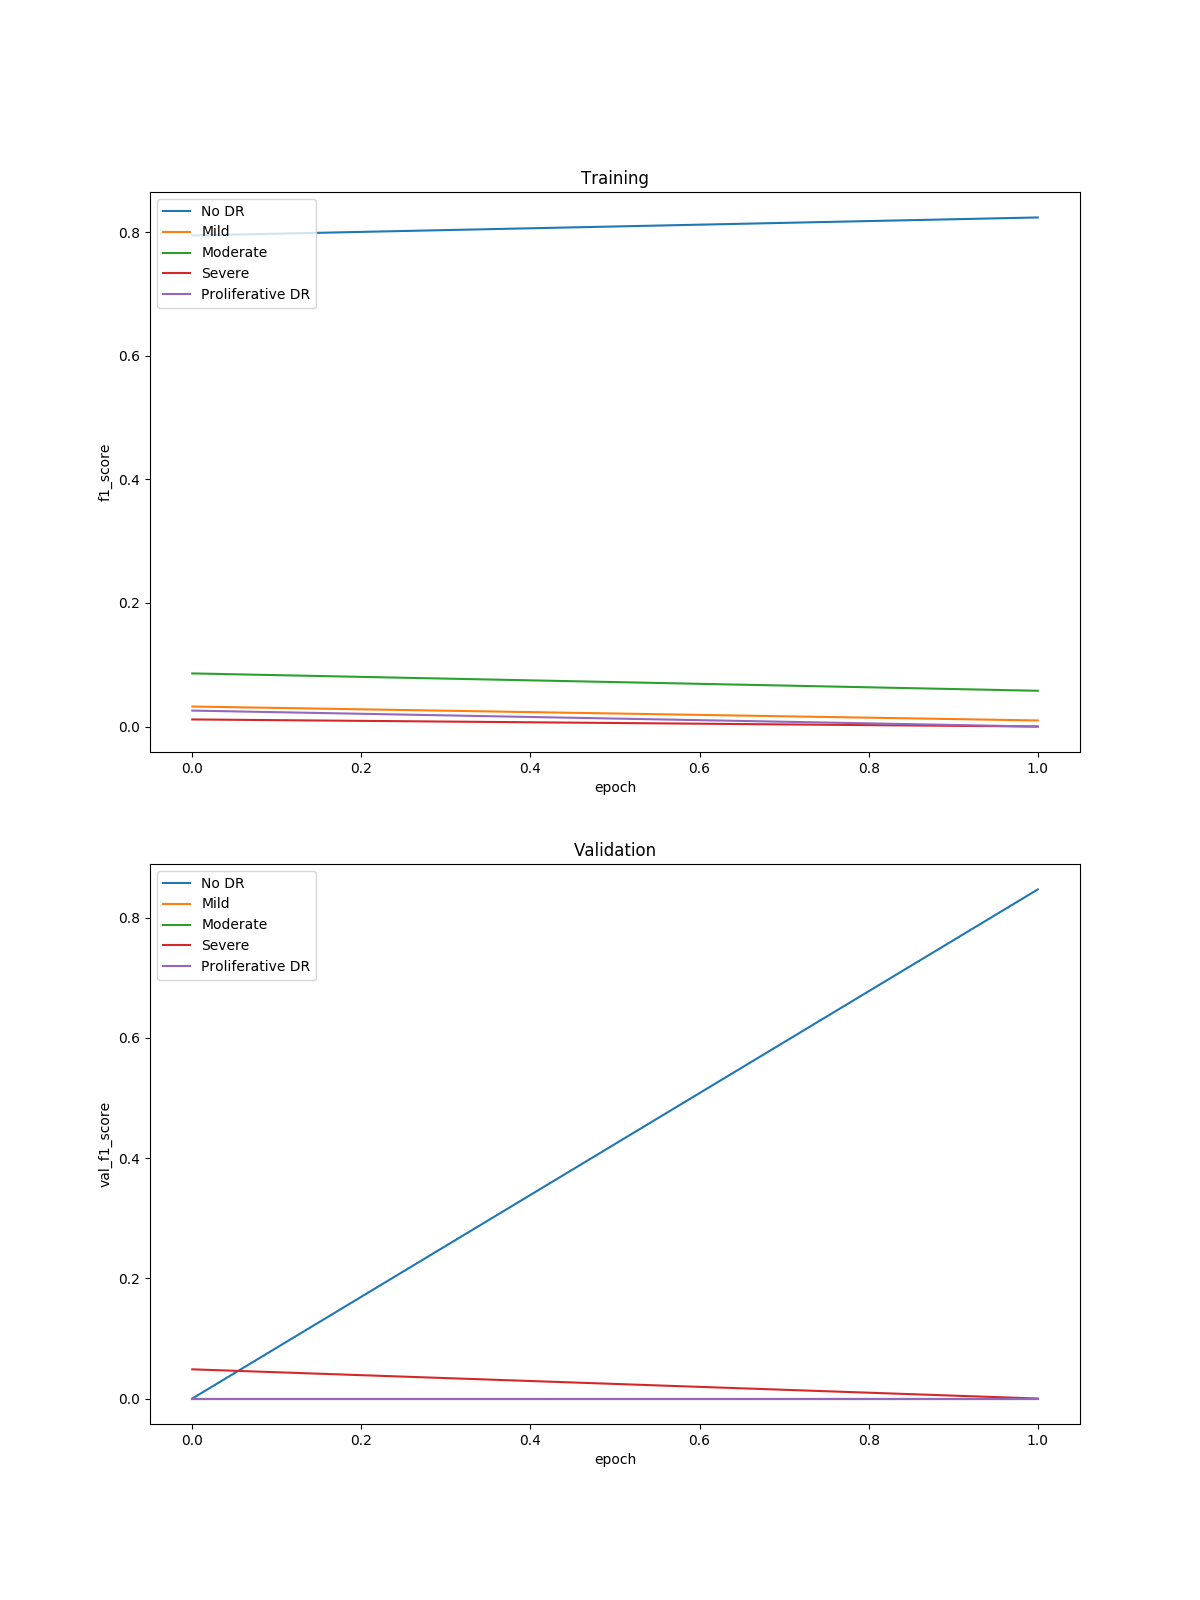 Training
No DR
Mild
Moderate
Severe
Proliferative DR
f1_score
0.8
0.6
0.4
0.2
0.0
0.0 0.2 0.4 0.6 0.8 1.0
epoch
Validation
No DR
Mild
Moderate
Severe
Proliferative DR
val_f1_score
0.8
0.6
0.4
0.2
0.0
0.0 0.2 0.4 0.6 0.8 1.0
epoch